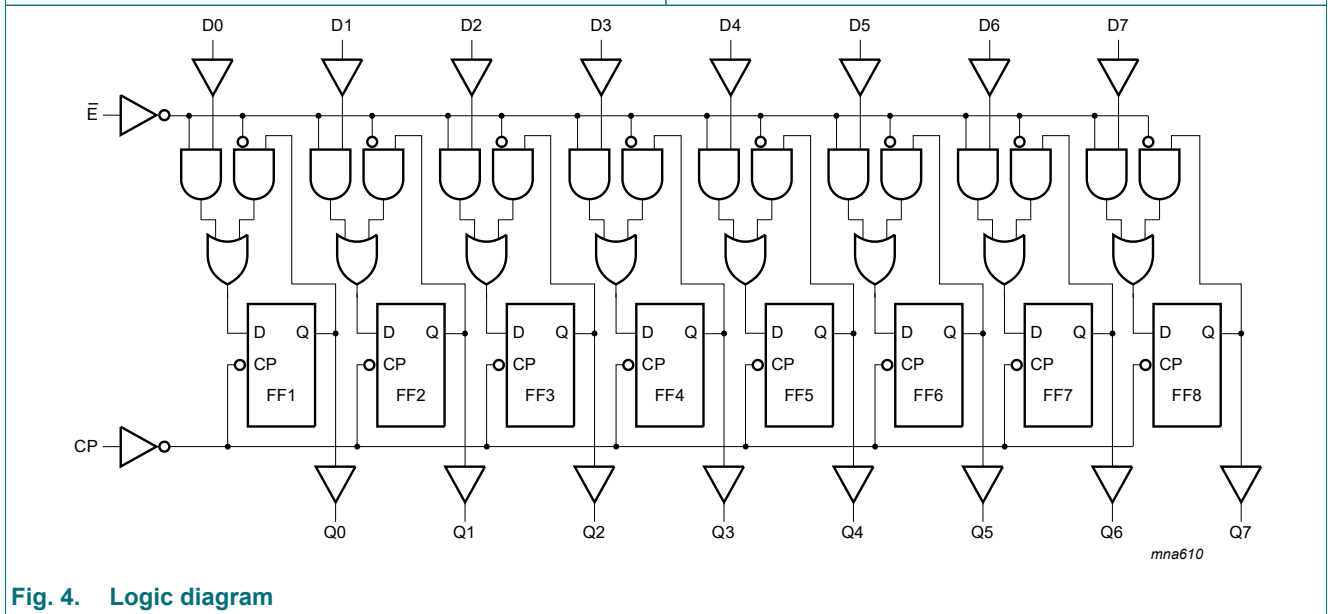 D0 D1 D2 D3 D4 D5 D6 D7
E̅
D Q D Q D Q D Q D Q D Q D Q D Q
CP CP CP CP CP CP CP CP
FF1 FF2 FF3 FF4 FF5 FF6 FF7 FF8
CP
Q0 Q1 Q2 Q3 Q4 Q5 Q6 Q7
mna610
Fig. 4. Logic diagram